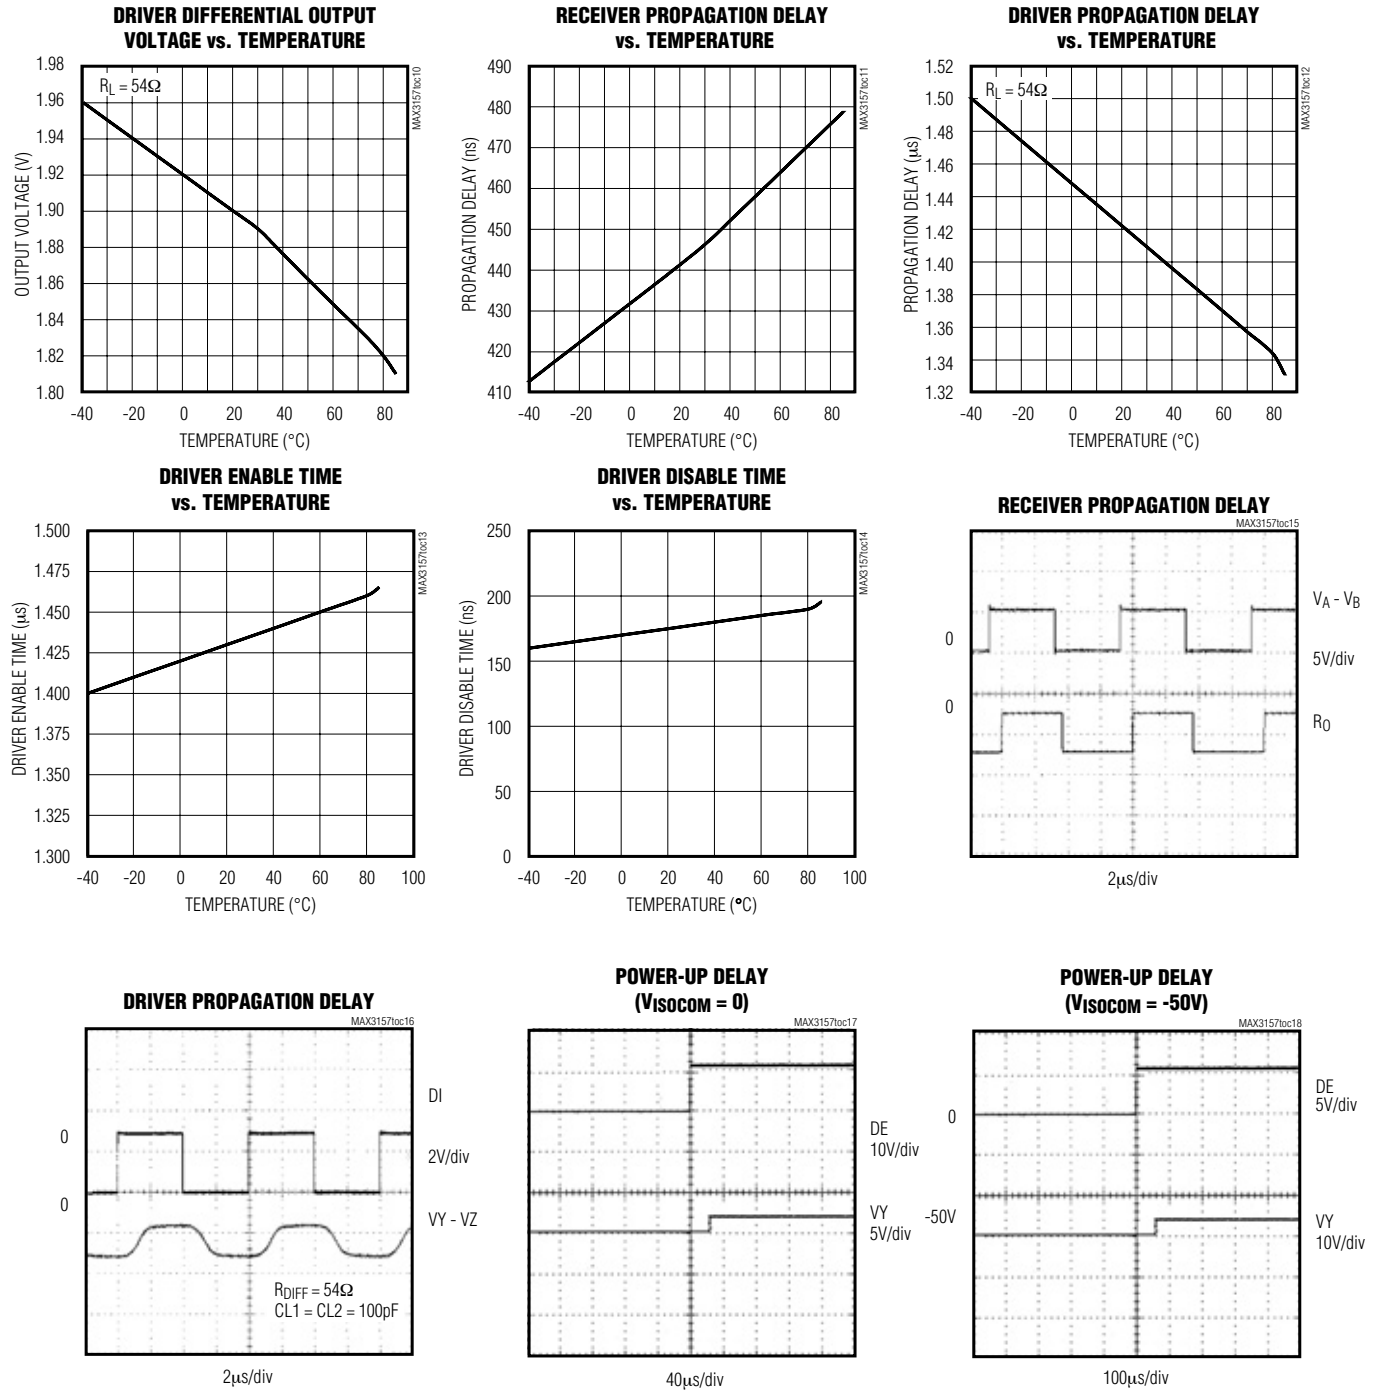 DRIVER DIFFERENTIAL OUTPUT
VOLTAGE vs. TEMPERATURE
MAX3157toc10
RL = 54Ω
1.98
1.96
1.94
1.92
1.90
1.88
1.86
1.84
1.82
1.80
OUTPUT VOLTAGE (V)
-40 -20 0 20 40 60 80
TEMPERATURE (°C)
RECEIVER PROPAGATION DELAY
vs. TEMPERATURE
MAX3157toc11
490
480
470
460
450
440
430
420
410
PROPAGATION DELAY (ns)
-40 -20 0 20 40 60 80
TEMPERATURE (°C)
DRIVER PROPAGATION DELAY
vs. TEMPERATURE
MAX3157toc12
RL = 54Ω
1.52
1.50
1.48
1.46
1.44
1.42
1.40
1.38
1.36
1.34
1.32
PROPAGATION DELAY (µs)
-40 -20 0 20 40 60 80
TEMPERATURE (°C)
DRIVER ENABLE TIME
vs. TEMPERATURE
MAX3157toc13
1.500
1.475
1.450
1.425
1.400
1.375
1.350
1.325
1.300
DRIVER ENABLE TIME (µs)
-40 -20 0 20 40 60 80 100
TEMPERATURE (°C)
DRIVER DISABLE TIME
vs. TEMPERATURE
MAX3157toc14
250
200
150
100
50
0
DRIVER DISABLE TIME (ns)
-40 -20 0 20 40 60 80 100
TEMPERATURE (°C)
RECEIVER PROPAGATION DELAY
MAX3157toc15
VA - VB
0
5V/div
0
RO
2µs/div
DRIVER PROPAGATION DELAY
MAX3157toc16
DI
0
2V/div
0
VY - VZ
RDIFF = 54Ω
CL1 = CL2 = 100pF
2µs/div
POWER-UP DELAY
(VISOCOM = 0)
MAX3157toc17
DE
10V/div
VY
5V/div
40µs/div
POWER-UP DELAY
(VISOCOM = -50V)
MAX3157toc18
DE
5V/div
0
-50V
VY
10V/div
100µs/div